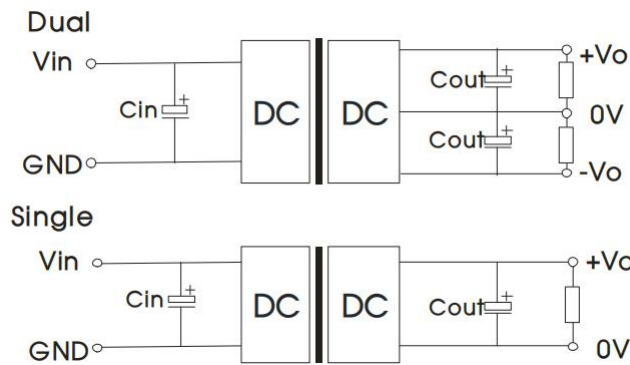 Dual
Vin
+
Cin
GND
DC
DC
+
Cout
+
Cout
+Vo
0V
-Vo
Single
Vin
+
Cin
GND
DC
DC
+
Cout
+Vo
0V